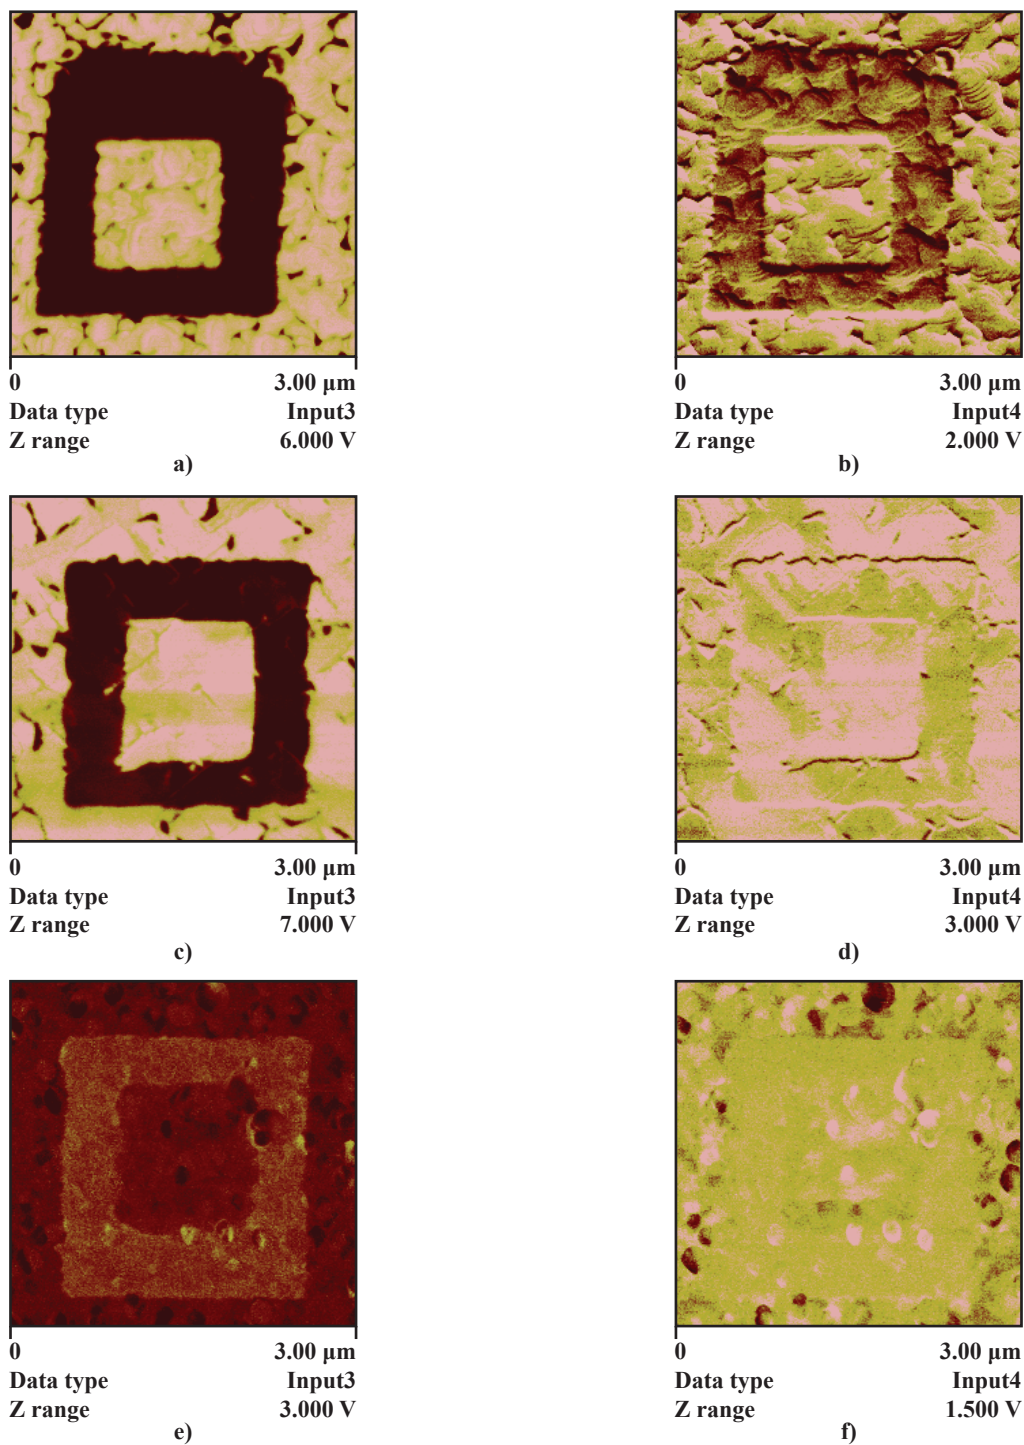 0 3.00 µm
Data type Input3
Z range 6.000 V
a)
0 3.00 µm
Data type Input4
Z range 2.000 V
b)
0 3.00 µm
Data type Input3
Z range 7.000 V
c)
0 3.00 µm
Data type Input4
Z range 3.000 V
d)
0 3.00 µm
Data type Input3
Z range 3.000 V
e)
0 3.00 µm
Data type Input4
Z range 1.500 V
f)